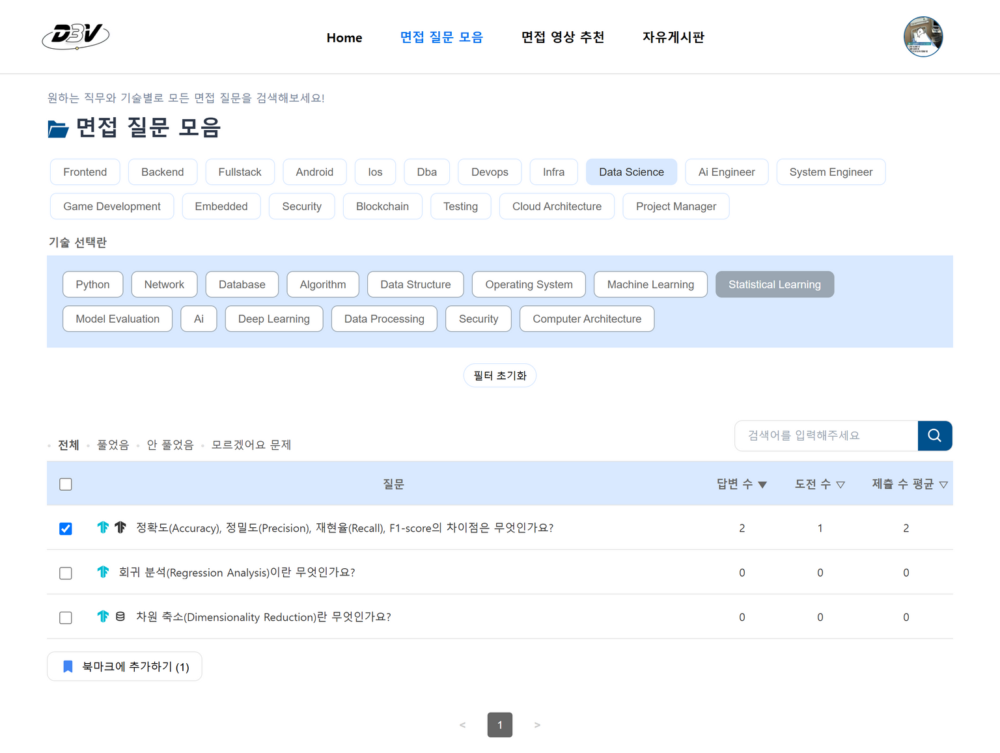 D3V
Home 면접 질문 모음 면접 영상 추천 자유게시판
원하는 직무와 기술별로 모든 면접 질문을 검색해보세요!
면접 질문 모음
Frontend Backend Fullstack Android Ios Dba Devops Infra Data Science Ai Engineer System Engineer
Game Development Embedded Security Blockchain Testing Cloud Architecture Project Manager
기술 선택란
Python Network Database Algorithm Data Structure Operating System Machine Learning Statistical Learning
Model Evaluation Ai Deep Learning Data Processing Security Computer Architecture
필터 초기화
검색어를 입력해주세요
전체 풀었음 안 풀었음 모르겠어요 문제
질문 답변 수 ▼ 도전 수 ▽ 제출 수 평균 ▽
정확도(Accuracy), 정밀도(Precision), 재현율(Recall), F1-score의 차이점은 무엇인가요? 2 1 2
회귀 분석(Regression Analysis)이란 무엇인가요? 0 0 0
차원 축소(Dimensionality Reduction)란 무엇인가요? 0 0 0
북마크에 추가하기 (1)
< 1 >